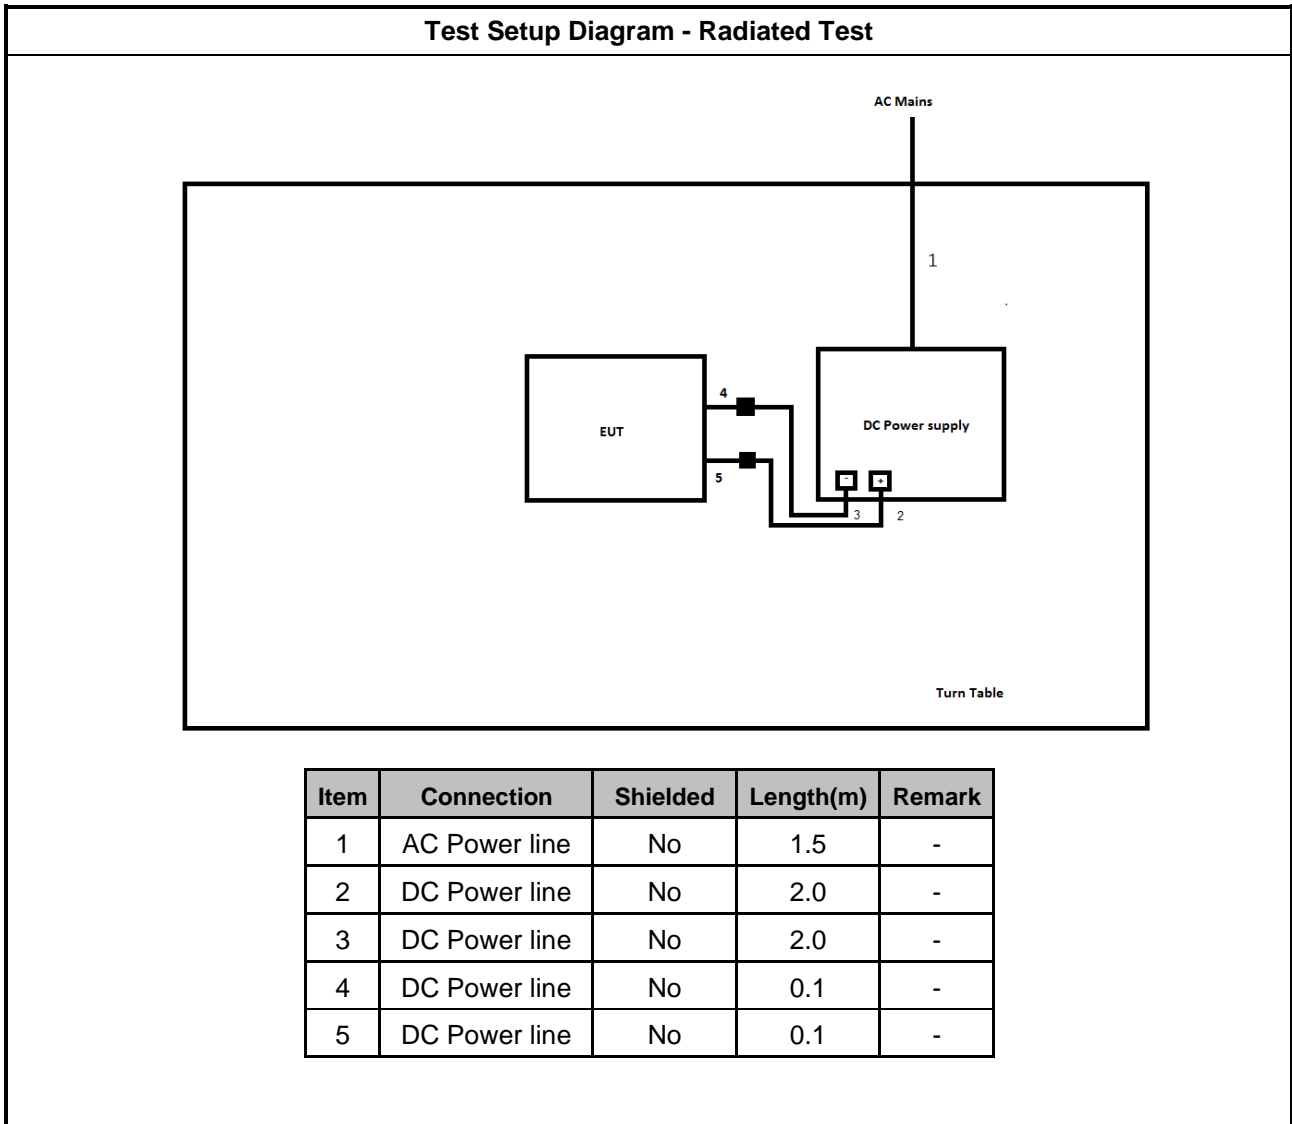 Test Setup Diagram - Radiated Test
AC Mains
1
EUT
4
5
DC Power supply
- +
3 2
Turn Table
Item Connection Shielded Length(m) Remark
1 AC Power line No 1.5 -
2 DC Power line No 2.0 -
3 DC Power line No 2.0 -
4 DC Power line No 0.1 -
5 DC Power line No 0.1 -